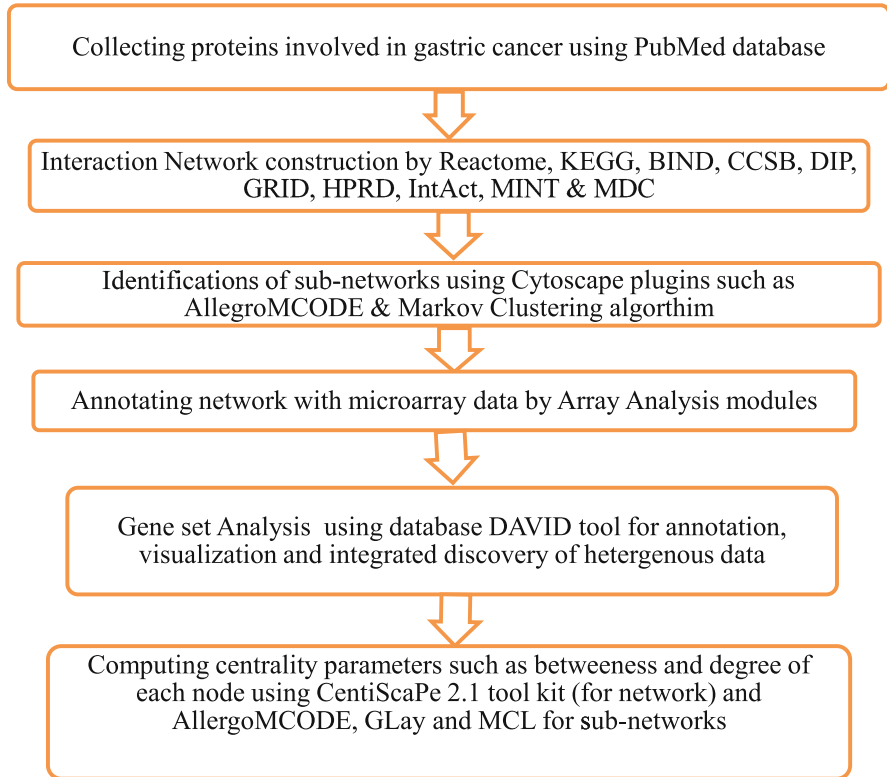 Collecting proteins involved in gastric cancer using PubMed database
Interaction Network construction by Reactome, KEGG, BIND, CCSB, DIP,
GRID, HPRD, IntAct, MINT & MDC
Identifications of sub-networks using Cytoscape plugins such as
AllegroMCODE & Markov Clustering algorthim
Annotating network with microarray data by Array Analysis modules
Gene set Analysis using database DAVID tool for annotation,
visualization and integrated discovery of hetergenous data
Computing centrality parameters such as betweeness and degree of
each node using CentiScaPe 2.1 tool kit (for network) and
AllergoMCODE, GLay and MCL for sub-networks